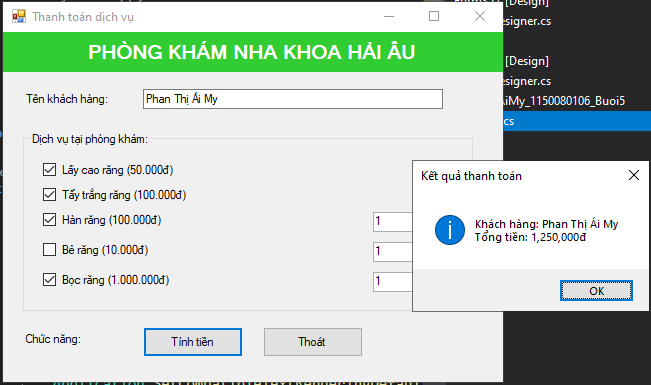 Thanh toán dịch vụ
[Design]
esigner.cs
PHÒNG KHÁM NHA KHOA HẢI ÂU
[Design]
esigner.cs
Tên khách hàng: Phan Thị Ái My
AiMy_1150080106_Buoi5
.cs
Dịch vụ tại phòng khám:
Lấy cao răng (50.000đ)
Tẩy trắng răng (100.000đ)
Hàn răng (100.000đ) 1
Bẻ răng (10.000đ) 1
Bọc răng (1.000.000đ) 1
Kết quả thanh toán
Khách hàng: Phan Thị Ái My
Tổng tiền: 1,250,000đ
OK
Chức năng: Tính tiền Thoát